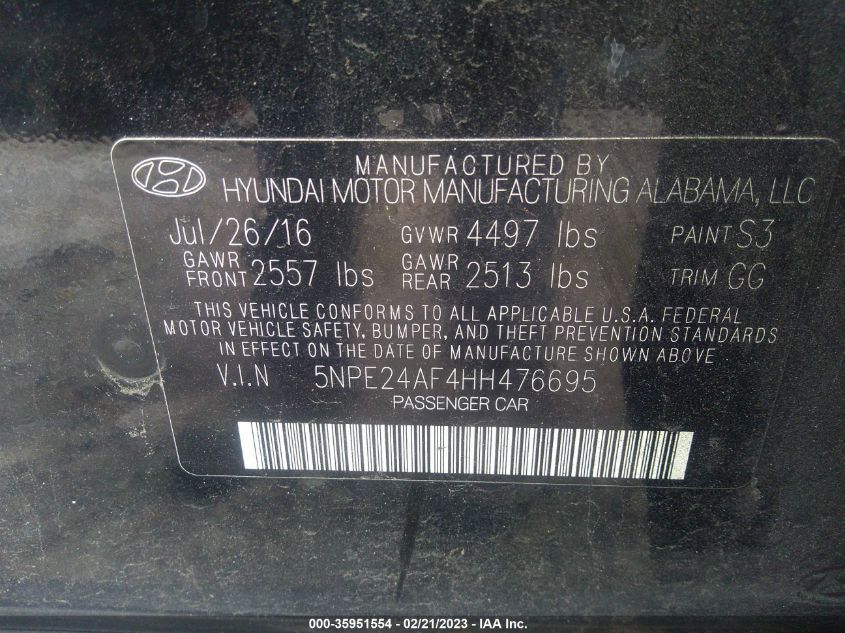 MANUFACTURED BY
HYUNDAI MOTOR MANUFACTURING ALABAMA, LLC
Jul/26/16 GVWR 4497 lbs PAINT S3
GAWR FRONT 2557 lbs GAWR REAR 2513 lbs TRIM GG
THIS VEHICLE CONFORMS TO ALL APPLICABLE U.S.A. FEDERAL
MOTOR VEHICLE SAFETY, BUMPER, AND THEFT PREVENTION STANDARDS
IN EFFECT ON THE DATE OF MANUFACTURE SHOWN ABOVE
V.I.N 5NPE24AF4HH476695
PASSENGER CAR
000-35951554 - 02/21/2023 - IAA Inc.